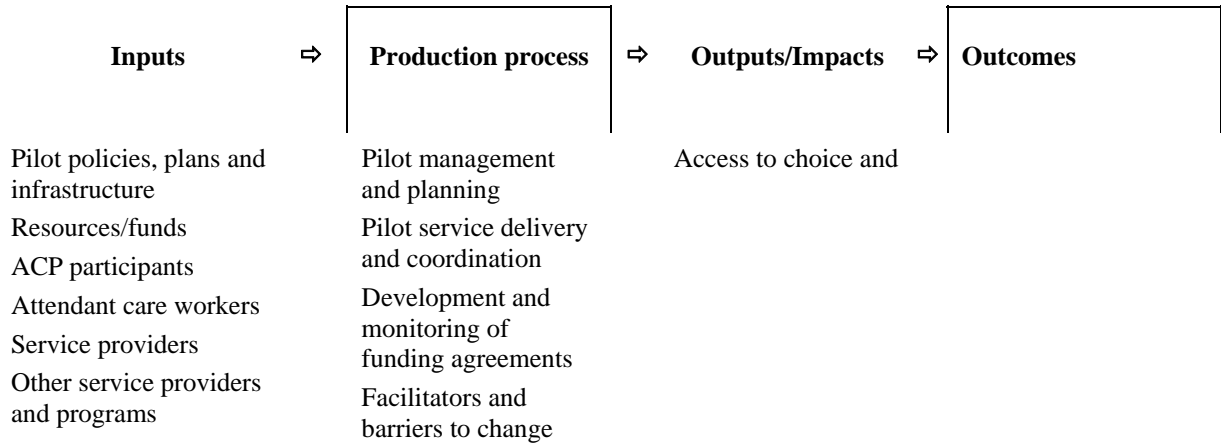 Inputs ⇨ Production process ⇨ Outputs/Impacts ⇨ Outcomes
Pilot policies, plans and
infrastructure
Resources/funds
ACP participants
Attendant care workers
Service providers
Other service providers
and programs
Pilot management
and planning
Pilot service delivery
and coordination
Development and
monitoring of
funding agreements
Facilitators and
barriers to change
Access to choice and